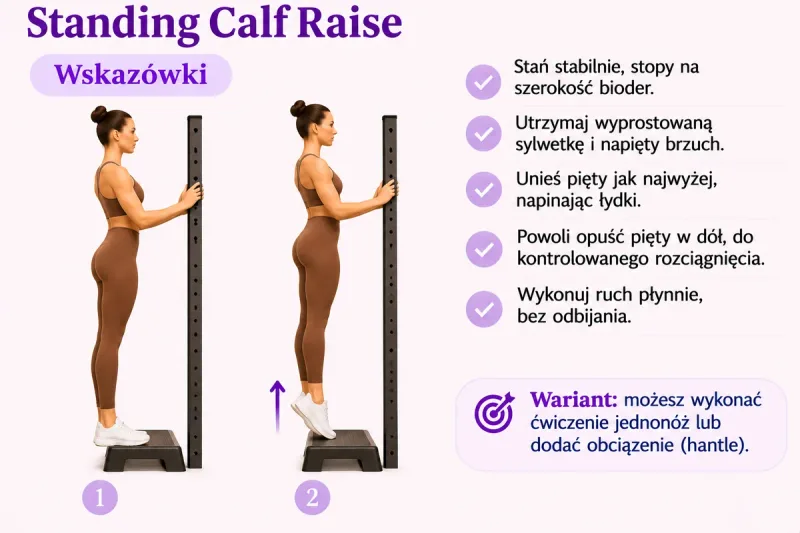 Standing Calf Raise
Wskazówki
Stań stabilnie, stopy na
szerokość bioder.
Utrzymaj wyprostowaną
sylwetkę i napięty brzuch.
Unieś pięty jak najwyżej,
napinając łydki.
Powoli opuść pięty w dół, do
kontrolowanego rozciągnięcia.
Wykonuj ruch płynnie,
bez odbijania.
Wariant: możesz wykonać
ćwiczenie jednonóż lub
dodać obciązenie (hantle).
1
2